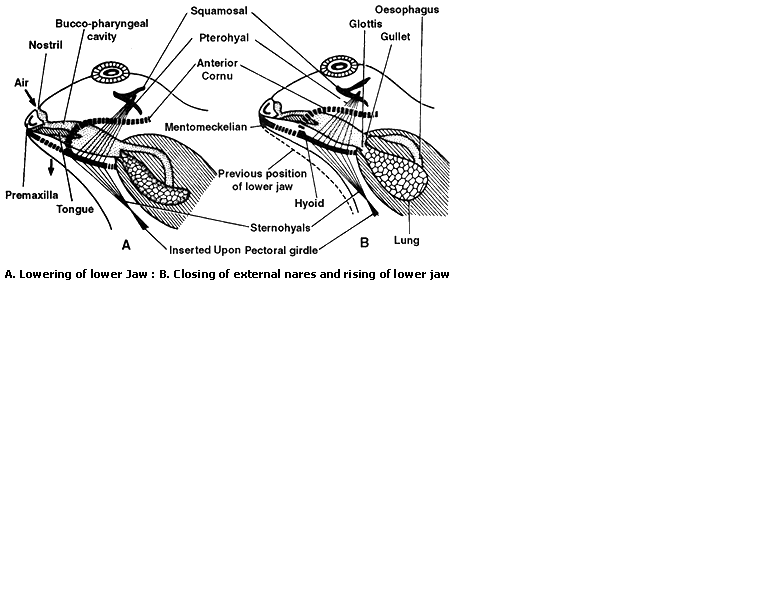 Squamosal
Oesophagus
Bucco-pharyngeal
cavity
Glottis
Gullet
Nostril
Pterohyal
Anterior
Cornu
Air
Mentomeckelian
Previous position
of lower jaw
Premaxilla
Tongue
Hyoid
Sternohyals
Lung
A
B
Inserted Upon Pectoral girdle
A. Lowering of lower Jaw : B. Closing of external nares and rising of lower jaw